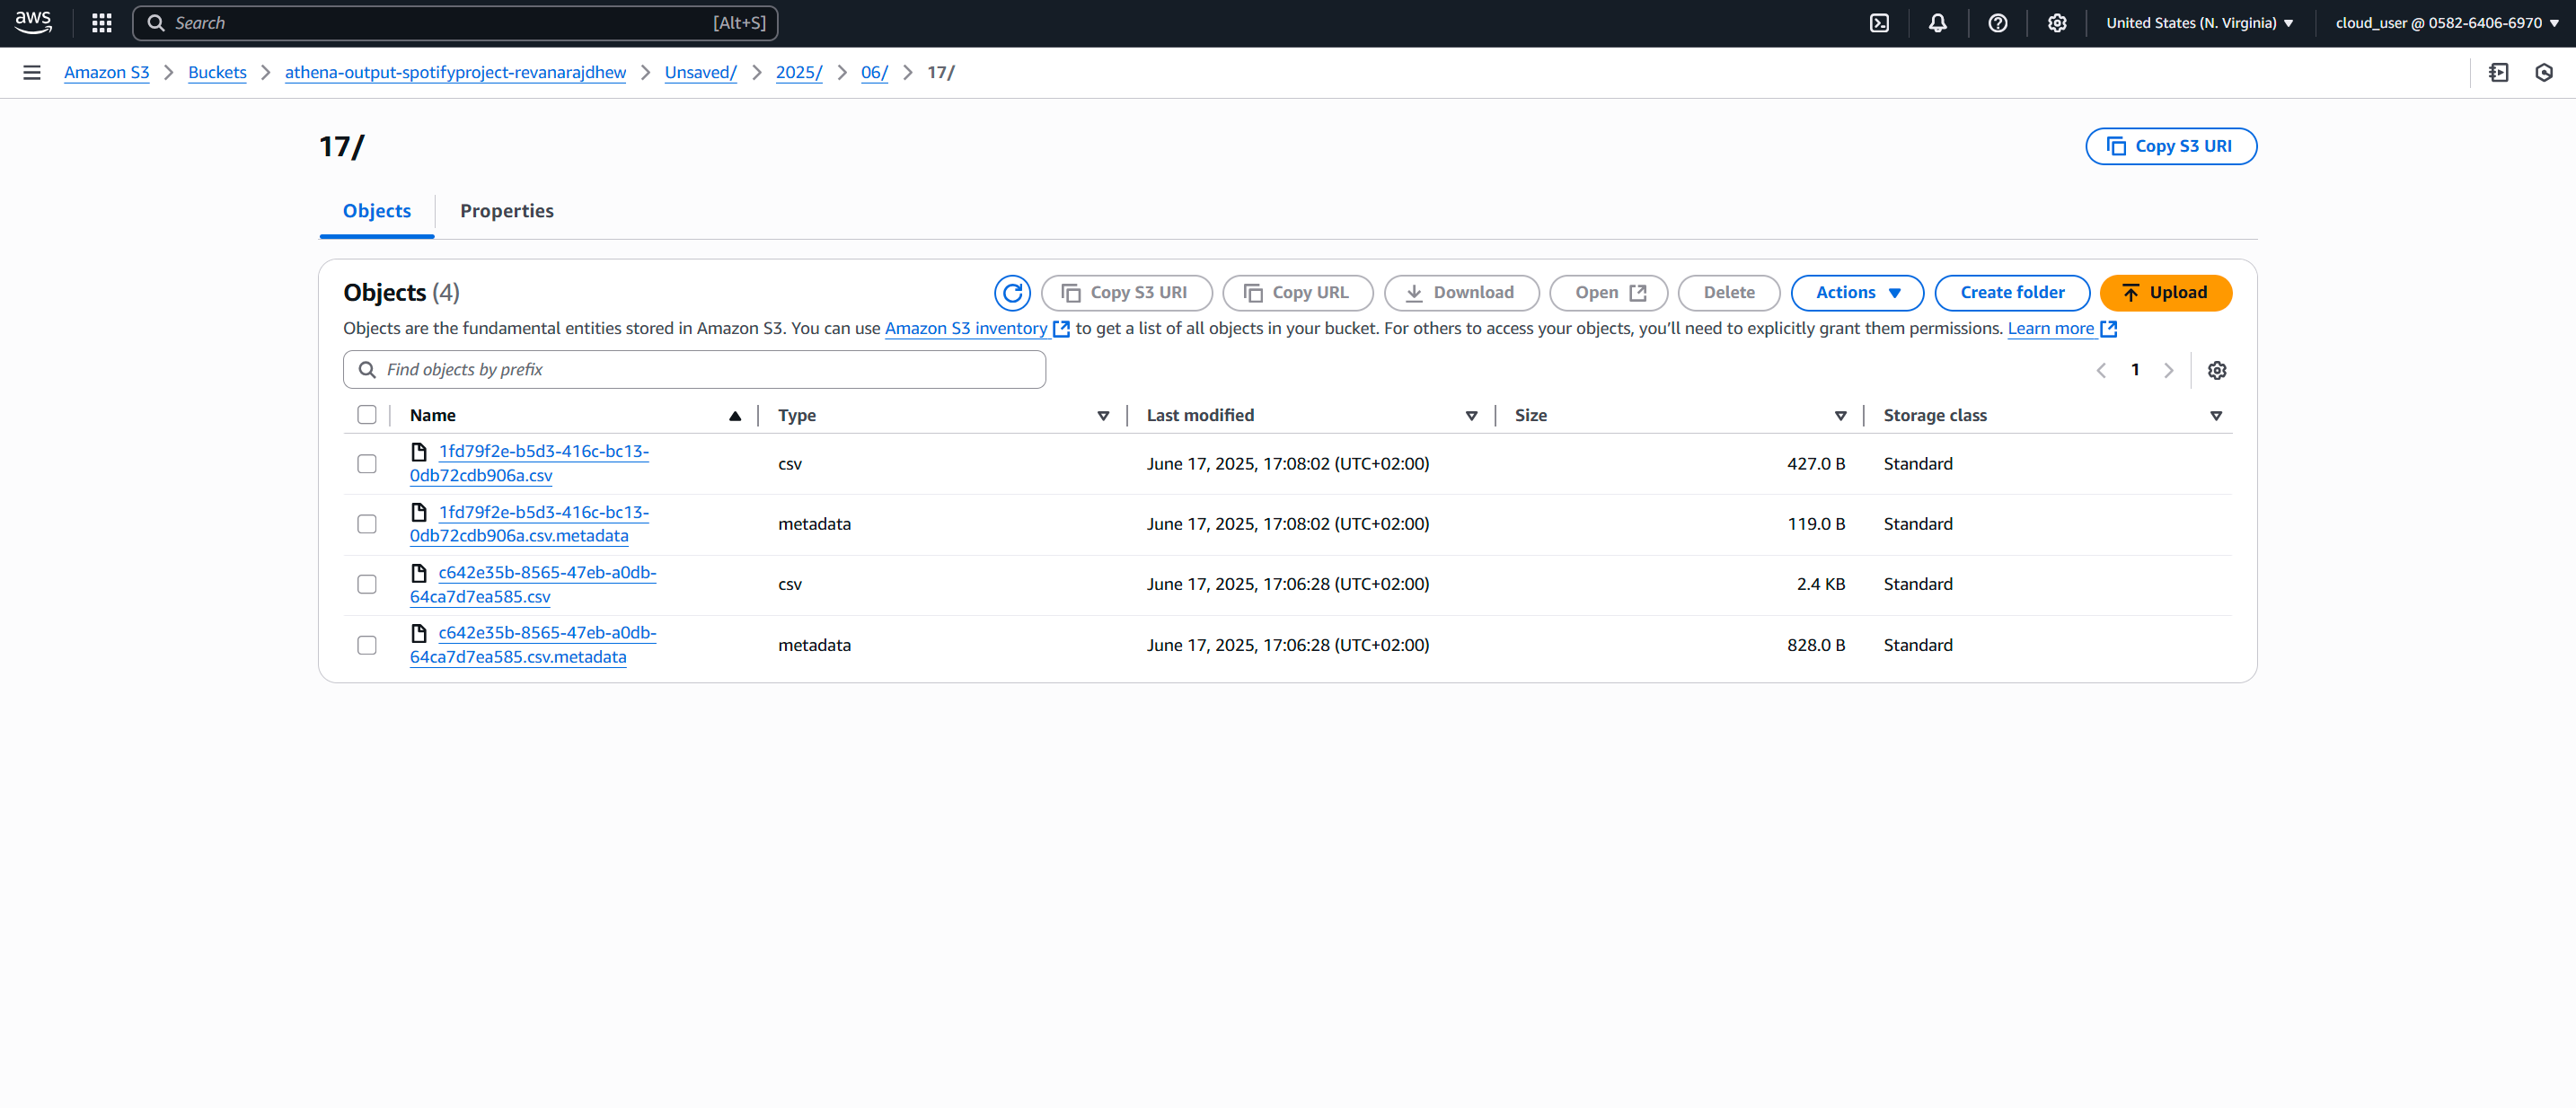 aws Search [Alt+S] United States (N. Virginia) cloud_user @ 0582-6406-6970
Amazon S3 Buckets athena-output-spotifyproject-revanarajdhew Unsaved/ 2025/ 06/ 17/
17/ Copy S3 URI
Objects Properties
Objects (4) Copy S3 URI Copy URL Download Open Delete Actions Create folder Upload
Objects are the fundamental entities stored in Amazon S3. You can use Amazon S3 inventory to get a list of all objects in your bucket. For others to access your objects, you’ll need to explicitly grant them permissions. Learn more
Find objects by prefix 1
Name Type Last modified Size Storage class
1fd79f2e-b5d3-416c-bc13-
0db72cdb906a.csv csv June 17, 2025, 17:08:02 (UTC+02:00) 427.0 B Standard
1fd79f2e-b5d3-416c-bc13-
0db72cdb906a.csv.metadata metadata June 17, 2025, 17:08:02 (UTC+02:00) 119.0 B Standard
c642e35b-8565-47eb-a0db-
64ca7d7ea585.csv csv June 17, 2025, 17:06:28 (UTC+02:00) 2.4 KB Standard
c642e35b-8565-47eb-a0db-
64ca7d7ea585.csv.metadata metadata June 17, 2025, 17:06:28 (UTC+02:00) 828.0 B Standard